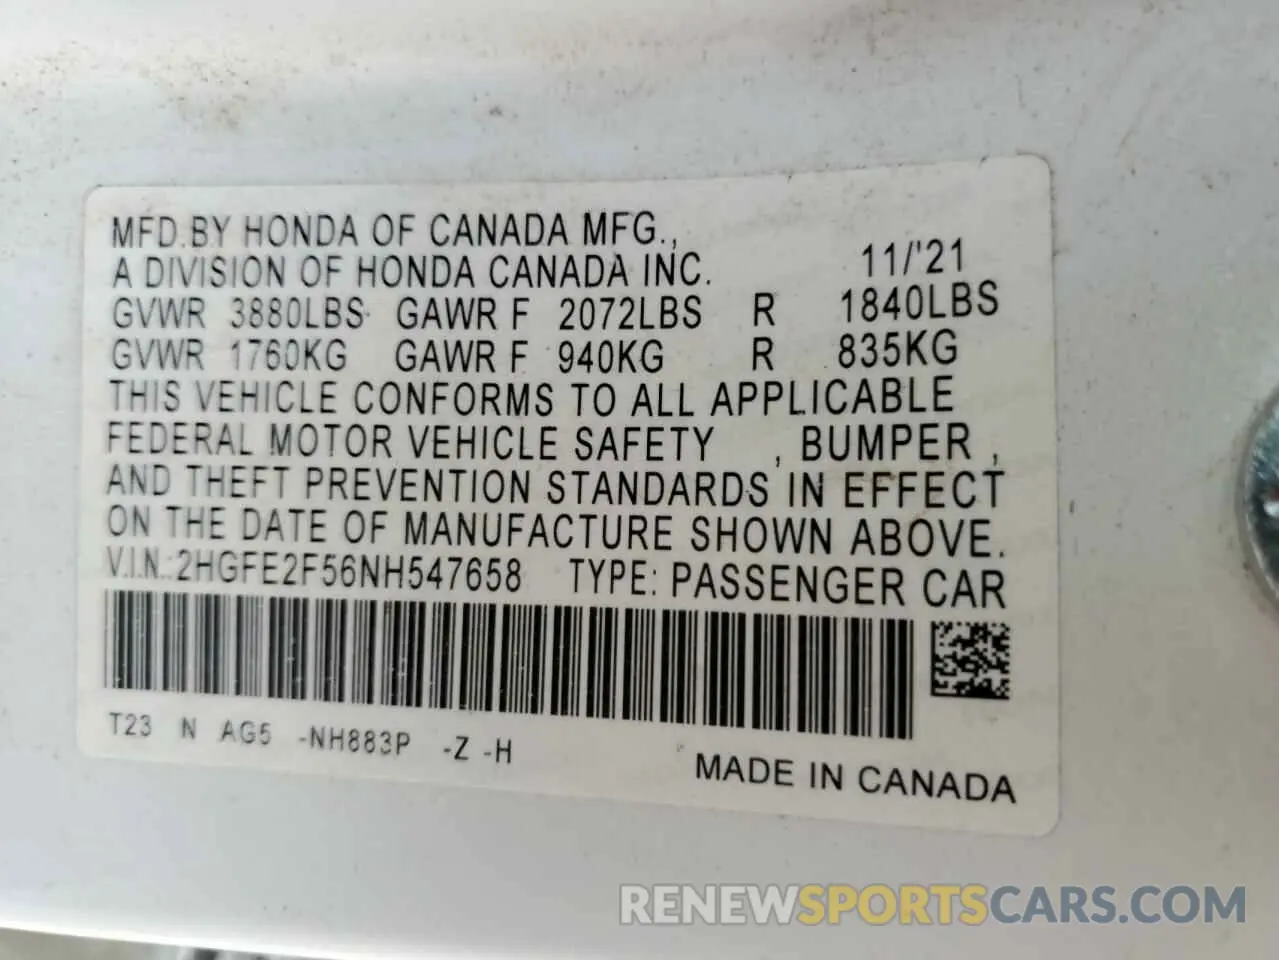 MFD.BY HONDA OF CANADA MFG.,
A DIVISION OF HONDA CANADA INC. 11/'21
GVWR 3880LBS GAWR F 2072LBS R 1840LBS
GVWR 1760KG GAWR F 940KG R 835KG
THIS VEHICLE CONFORMS TO ALL APPLICABLE
FEDERAL MOTOR VEHICLE SAFETY , BUMPER ,
AND THEFT PREVENTION STANDARDS IN EFFECT
ON THE DATE OF MANUFACTURE SHOWN ABOVE.
V.I.N.:2HGFE2F56NH547658 TYPE: PASSENGER CAR
T23 N AG5 -NH883P -Z -H
MADE IN CANADA
RENEWSPORTSCARS.COM